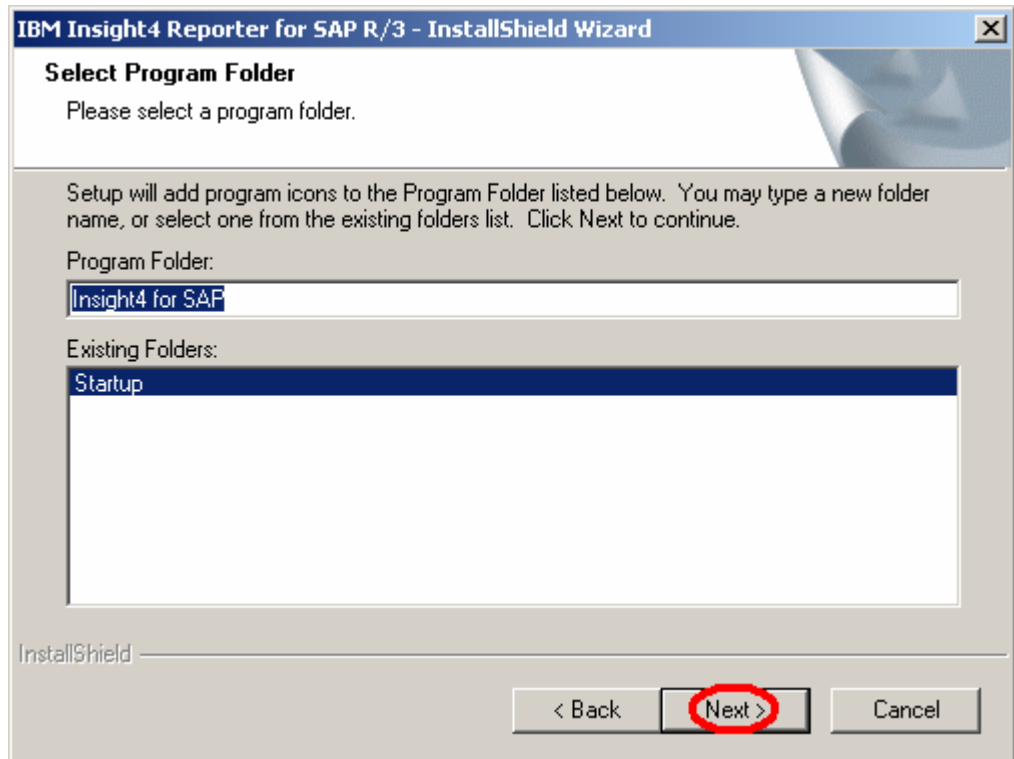 IBM Insight4 Reporter for SAP R/3 - InstallShield Wizard
Select Program Folder
Please select a program folder.
Setup will add program icons to the Program Folder listed below. You may type a new folder
name, or select one from the existing folders list. Click Next to continue.
Program Folder:
Insight4 for SAP
Existing Folders:
Startup
InstallShield
< Back
Next >
Cancel